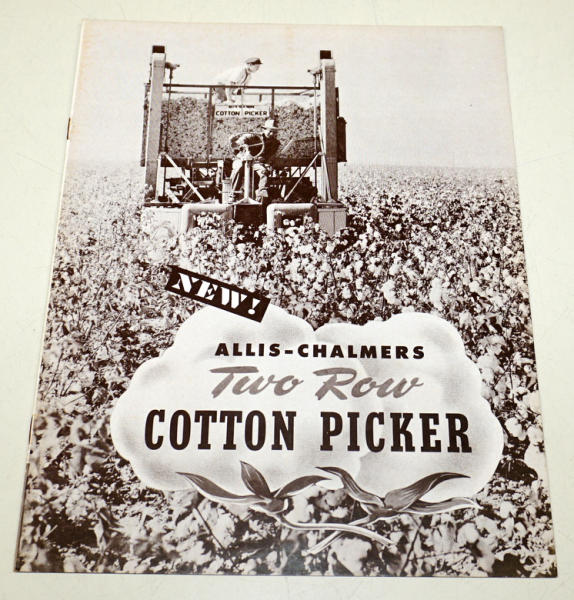 COTTON PICKER
NEW!
ALLIS-CHALMERS
Two Row
COTTON PICKER